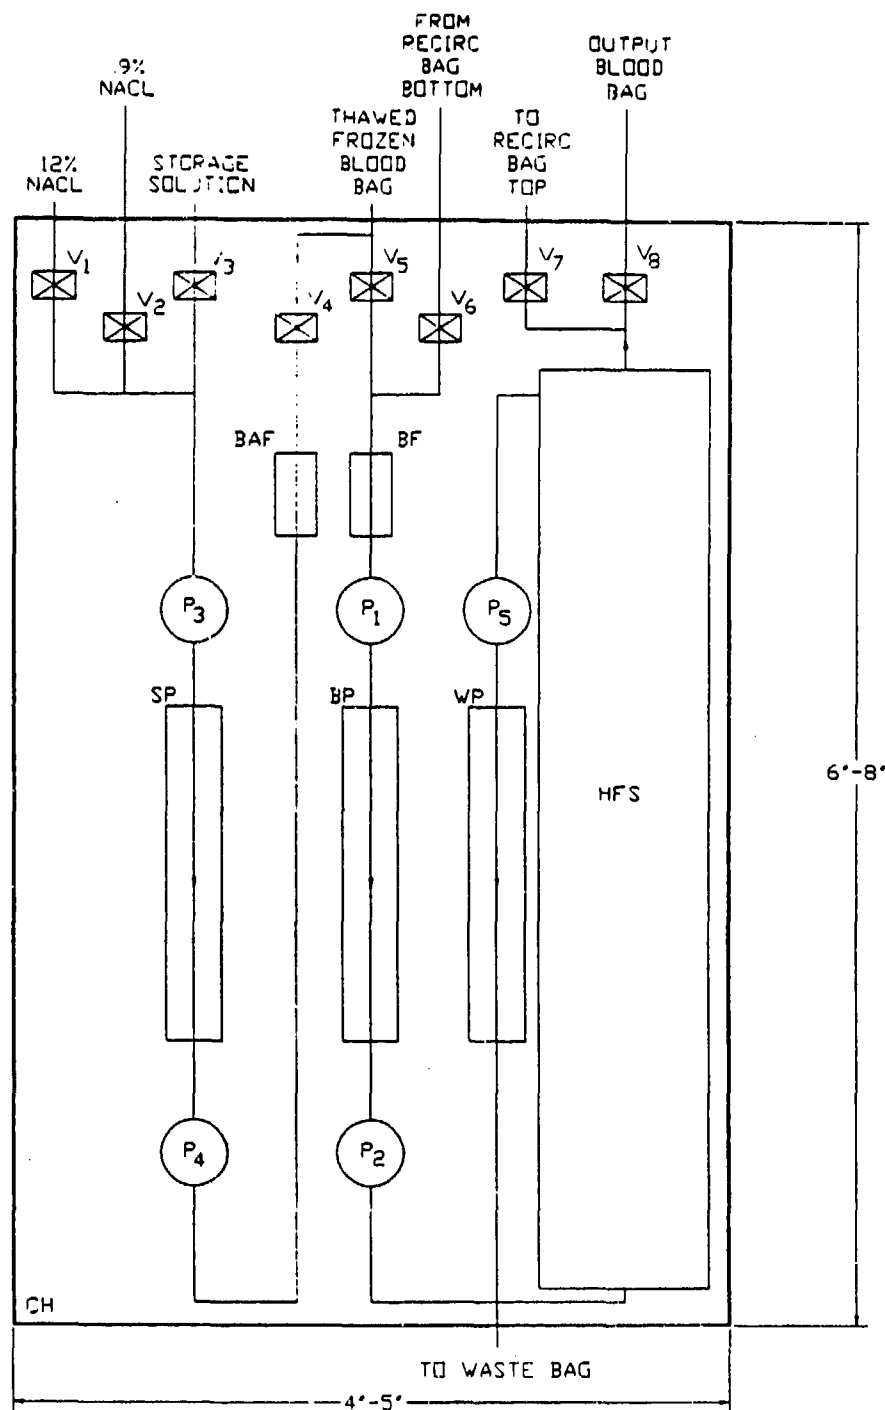 FROM
RECIRC
BAG
BOTTOM
OUTPUT
BLOOD
BAG
.9%
NACL
THAWED
FROZEN
BLOOD
BAG
TO
RECIRC
BAG
TOP
12%
NACL
STORAGE
SOLUTION
V1
V2
V3
V4
V5
V6
V7
V8
BAF
BF
P3
P1
P5
SP
BP
WP
HFS
6"-8"
P4
P2
CH
TO WASTE BAG
4"-5"